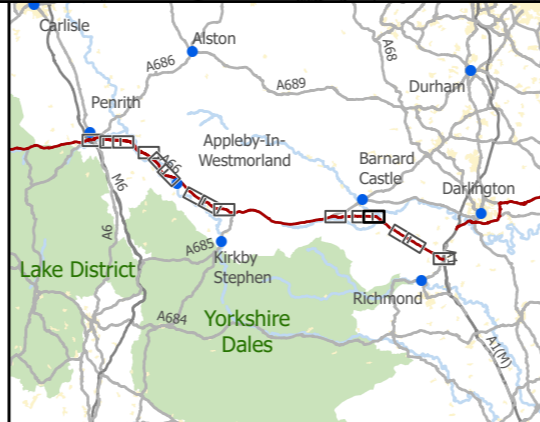 Carlisle
Alston
A686
A68
A689
Durham
Penrith
Appleby-In-
Westmorland
A66
Barnard
Castle
Darlington
M6
A6
A685
Kirkby
Stephen
Lake District
Richmond
A684
Yorkshire
Dales
A1(M)